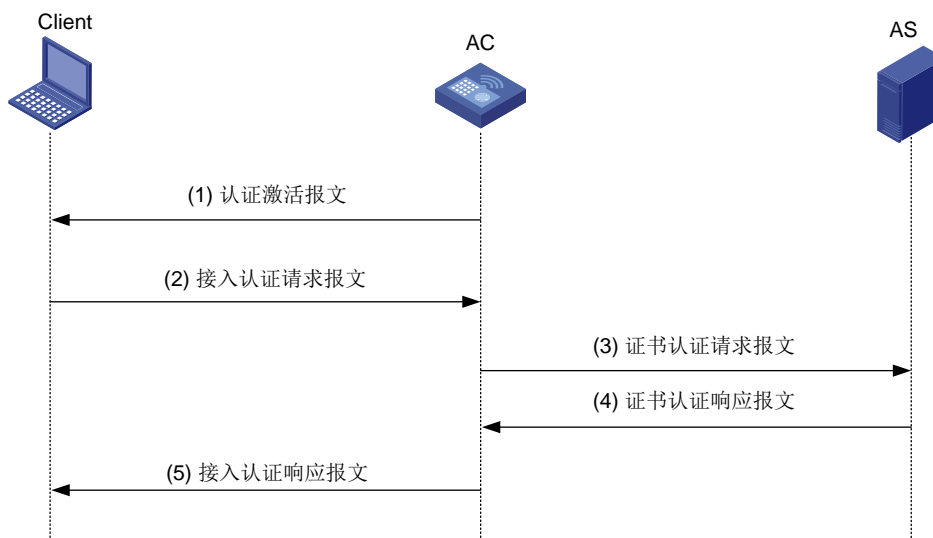 Client
AC
AS
(1) 认证激活报文
(2) 接入认证请求报文
(3) 证书认证请求报文
(4) 证书认证响应报文
(5) 接入认证响应报文